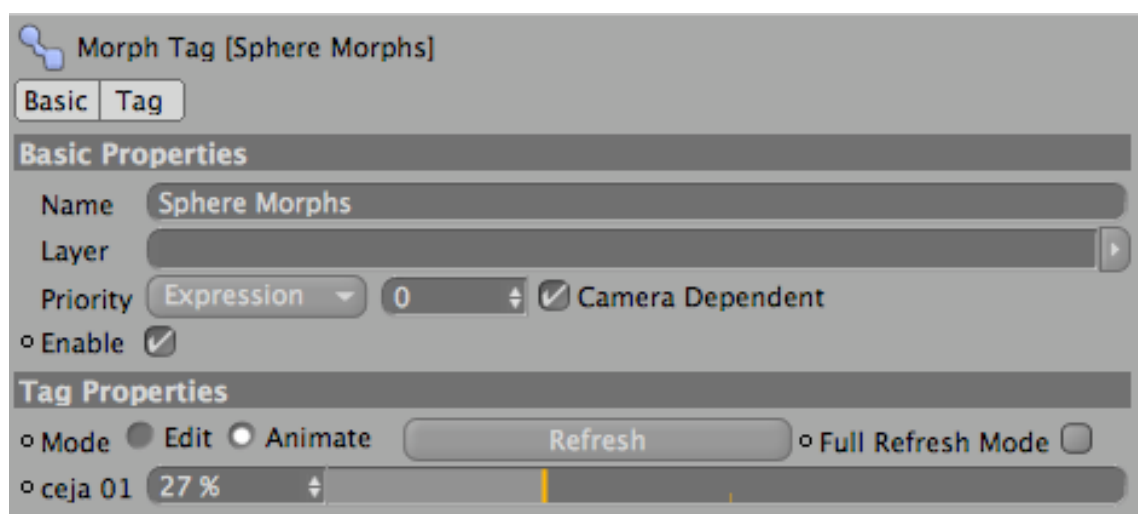 Morph Tag [Sphere Morphs]
Basic Tag
Basic Properties
Name Sphere Morphs
Layer
Priority Expression 0 Camera Dependent
Enable
Tag Properties
Mode Edit Animate Refresh Full Refresh Mode
ceja 01 27 %